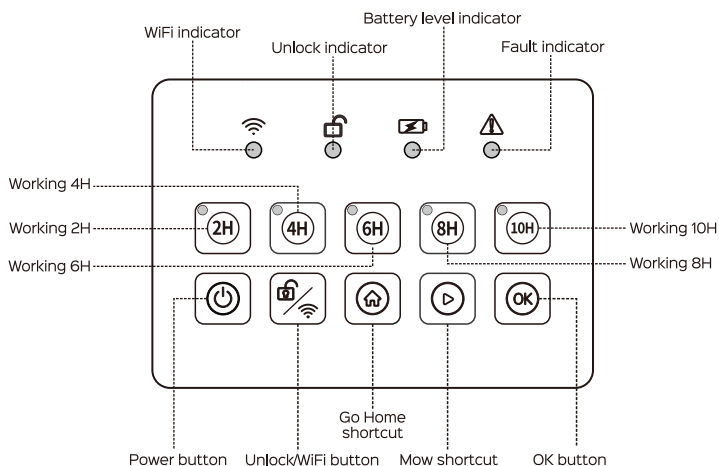 Battery level indicator
WiFi indicator
Unlock indicator
Fault indicator
Working 4H
Working 2H
Working 6H
2H
4H
6H
8H
10H
Working 10H
Working 8H
OK
Go Home
shortcut
Power button
Unlock/WiFi button
Mow shortcut
OK button